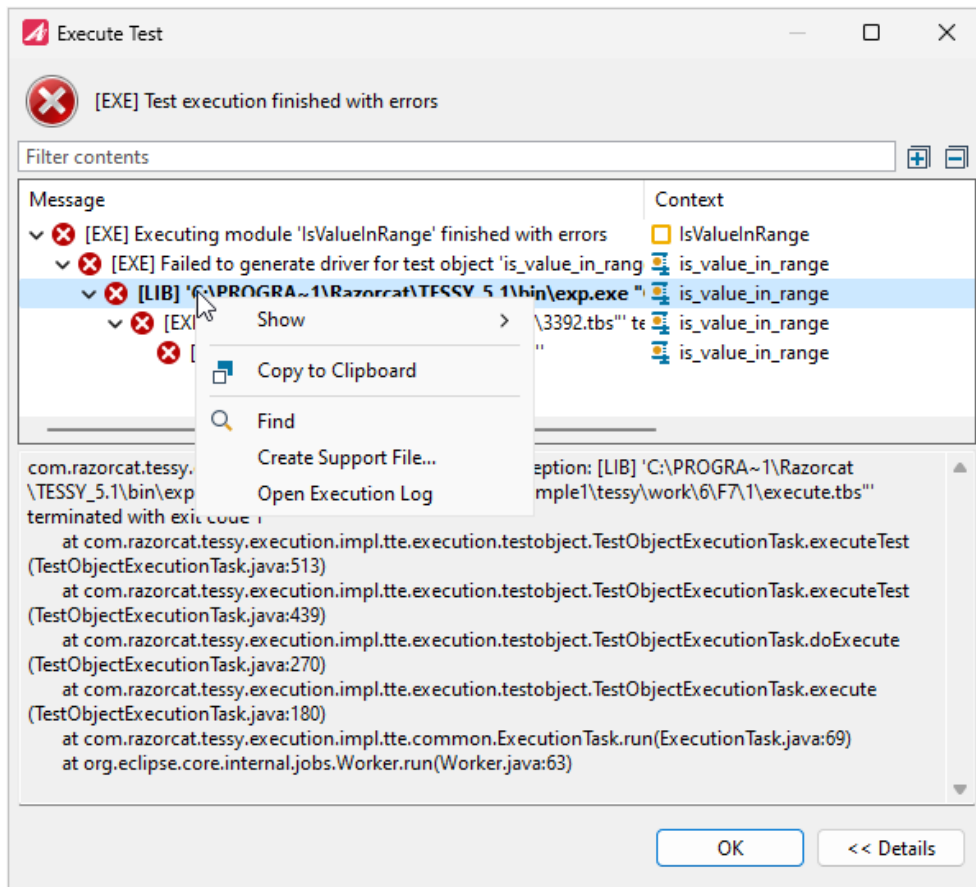 Execute Test
[EXE] Test execution finished with errors
Filter contents
Message Context
[EXE] Executing module 'IsValueInRange' finished with errors IsValueInRange
[EXE] Failed to generate driver for test object 'is_value_in_rang is_value_in_range
[LIB] 'C:\PROGRA~1\Razorcat\TESSY_5.1\bin\exp.exe " is_value_in_range
[EX \3392.tbs"' te is_value_in_range
[ "' is_value_in_range
Show
Copy to Clipboard
Find
Create Support File...
Open Execution Log
com.razorcat.tessy. eption: [LIB] 'C:\PROGRA~1\Razorcat
\TESSY_5.1\bin\exp mple1\tessy\work\6\F7\1\execute.tbs"'
terminated with exit code 1
at com.razorcat.tessy.execution.impl.tte.execution.testobject.TestObjectExecutionTask.executeTest
(TestObjectExecutionTask.java:513)
at com.razorcat.tessy.execution.impl.tte.execution.testobject.TestObjectExecutionTask.executeTest
(TestObjectExecutionTask.java:439)
at com.razorcat.tessy.execution.impl.tte.execution.testobject.TestObjectExecutionTask.doExecute
(TestObjectExecutionTask.java:270)
at com.razorcat.tessy.execution.impl.tte.execution.testobject.TestObjectExecutionTask.execute
(TestObjectExecutionTask.java:180)
at com.razorcat.tessy.execution.impl.tte.common.ExecutionTask.run(ExecutionTask.java:69)
at org.eclipse.core.internal.jobs.Worker.run(Worker.java:63)
OK
<< Details